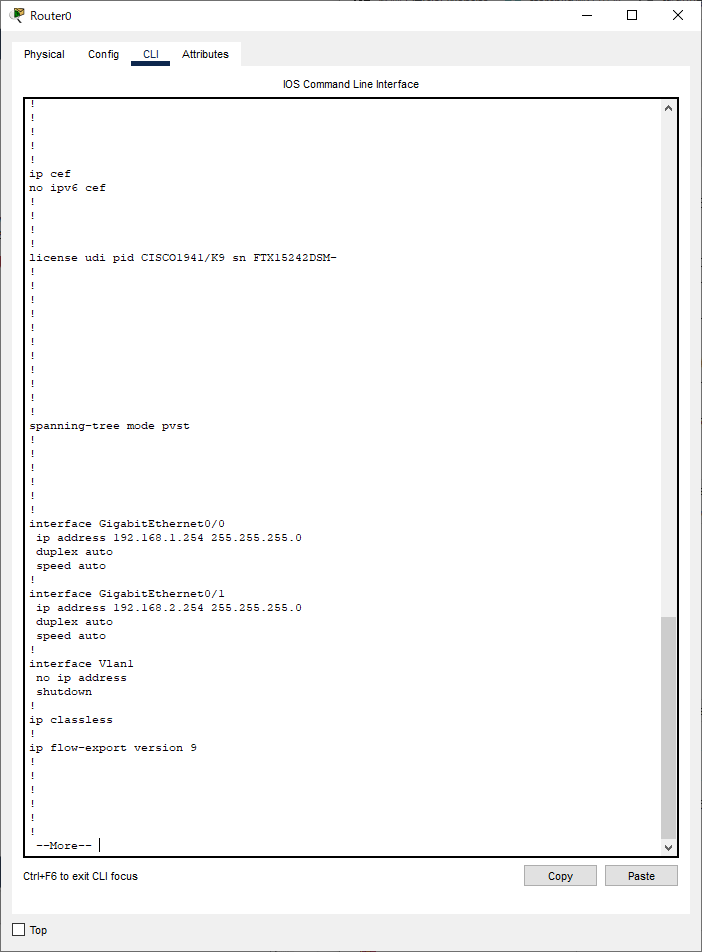 Router0
Physical Config CLI Attributes
IOS Command Line Interface
!
!
!
!
!
ip cef
no ipv6 cef
!
!
!
!
license udi pid CISCO1941/K9 sn FTX15242DSM-
!
!
!
!
!
!
!
!
!
!
!
spanning-tree mode pvst
!
!
!
!
!
!
interface GigabitEthernet0/0
 ip address 192.168.1.254 255.255.255.0
 duplex auto
 speed auto
!
interface GigabitEthernet0/1
 ip address 192.168.2.254 255.255.255.0
 duplex auto
 speed auto
!
interface Vlan1
 no ip address
 shutdown
!
ip classless
!
ip flow-export version 9
!
!
!
!
!
!
 --More--
Ctrl+F6 to exit CLI focus
Copy
Paste
Top